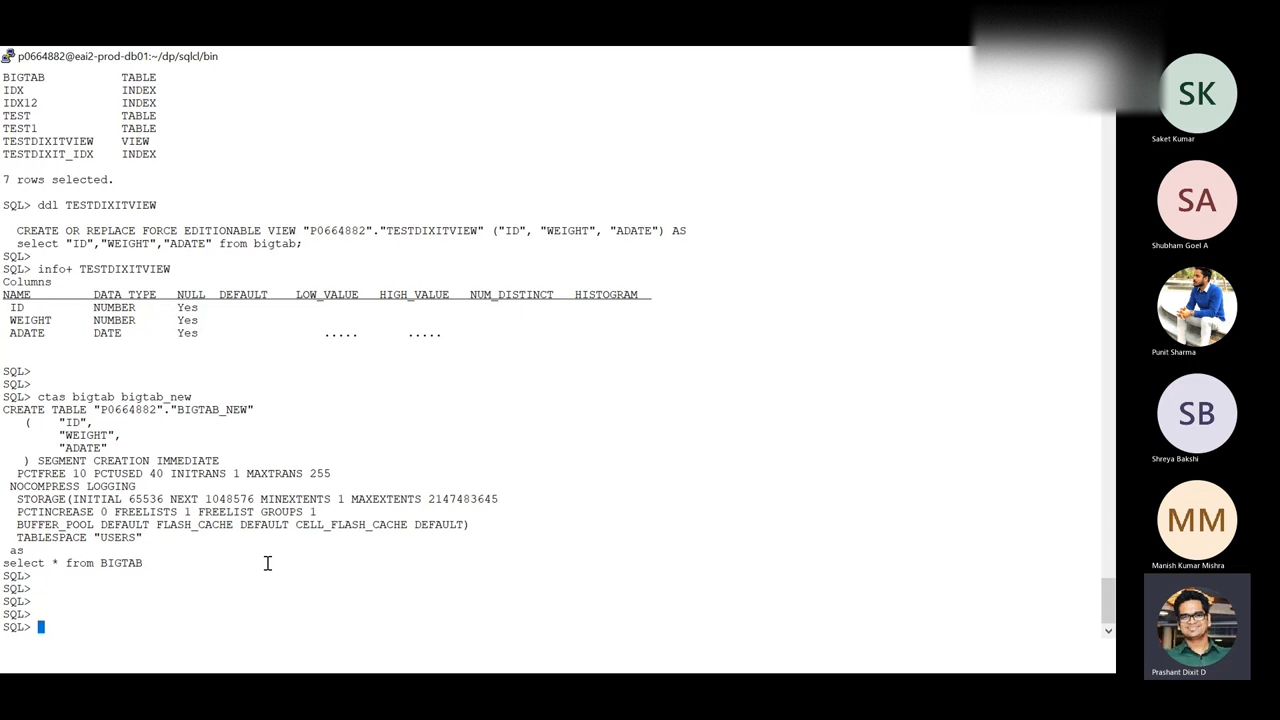 p0664882@eai2-prod-db01:~/dp/sqlcl/bin
BIGTAB TABLE
IDX INDEX
IDX12 INDEX
TEST TABLE
TEST1 TABLE
TESTDIXITVIEW VIEW
TESTDIXIT_IDX INDEX
7 rows selected.
SQL> ddl TESTDIXITVIEW
CREATE OR REPLACE FORCE EDITIONABLE VIEW "P0664882"."TESTDIXITVIEW" ("ID", "WEIGHT", "ADATE") AS
select "ID","WEIGHT","ADATE" from bigtab;
SQL>
SQL> info+ TESTDIXITVIEW
Columns
NAME DATA TYPE NULL DEFAULT LOW_VALUE HIGH_VALUE NUM_DISTINCT HISTOGRAM
ID NUMBER Yes
WEIGHT NUMBER Yes
ADATE DATE Yes ..... .....
SQL>
SQL>
SQL> ctas bigtab bigtab_new
CREATE TABLE "P0664882"."BIGTAB_NEW"
( "ID",
"WEIGHT",
"ADATE"
) SEGMENT CREATION IMMEDIATE
PCTFREE 10 PCTUSED 40 INITRANS 1 MAXTRANS 255
NOCOMPRESS LOGGING
STORAGE(INITIAL 65536 NEXT 1048576 MINEXTENTS 1 MAXEXTENTS 2147483645
PCTINCREASE 0 FREELISTS 1 FREELIST GROUPS 1
BUFFER_POOL DEFAULT FLASH_CACHE DEFAULT CELL_FLASH_CACHE DEFAULT)
TABLESPACE "USERS"
as
select * from BIGTAB
SQL>
SQL>
SQL>
SQL>
SQL>
SK
Saket Kumar
SA
Shubham Goel A
Punit Sharma
SB
Shreya Bakshi
MM
Manish Kumar Mishra
Prashant Dixit D